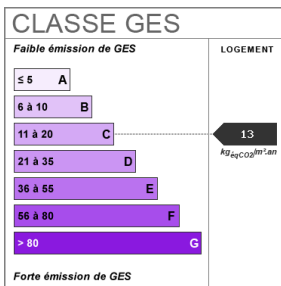 CLASSE GES
Faible émission de GES
LOGEMENT
≤ 5 A
6 à 10 B
11 à 20 C
13
kgéqCO2/m².an
21 à 35 D
36 à 55 E
56 à 80 F
> 80 G
Forte émission de GES